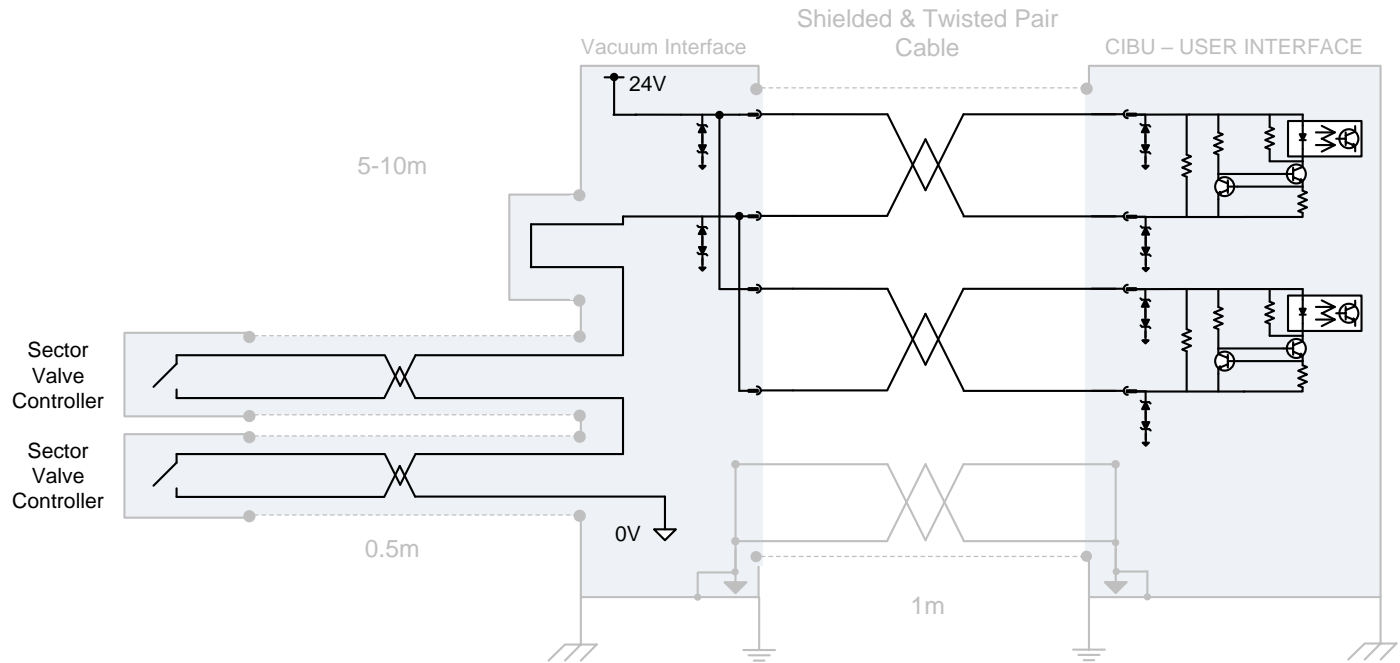 Shielded & Twisted Pair
Cable
Vacuum Interface
CIBU – USER INTERFACE
24V
5-10m
Sector
Valve
Controller
Sector
Valve
Controller
0V
0.5m
1m